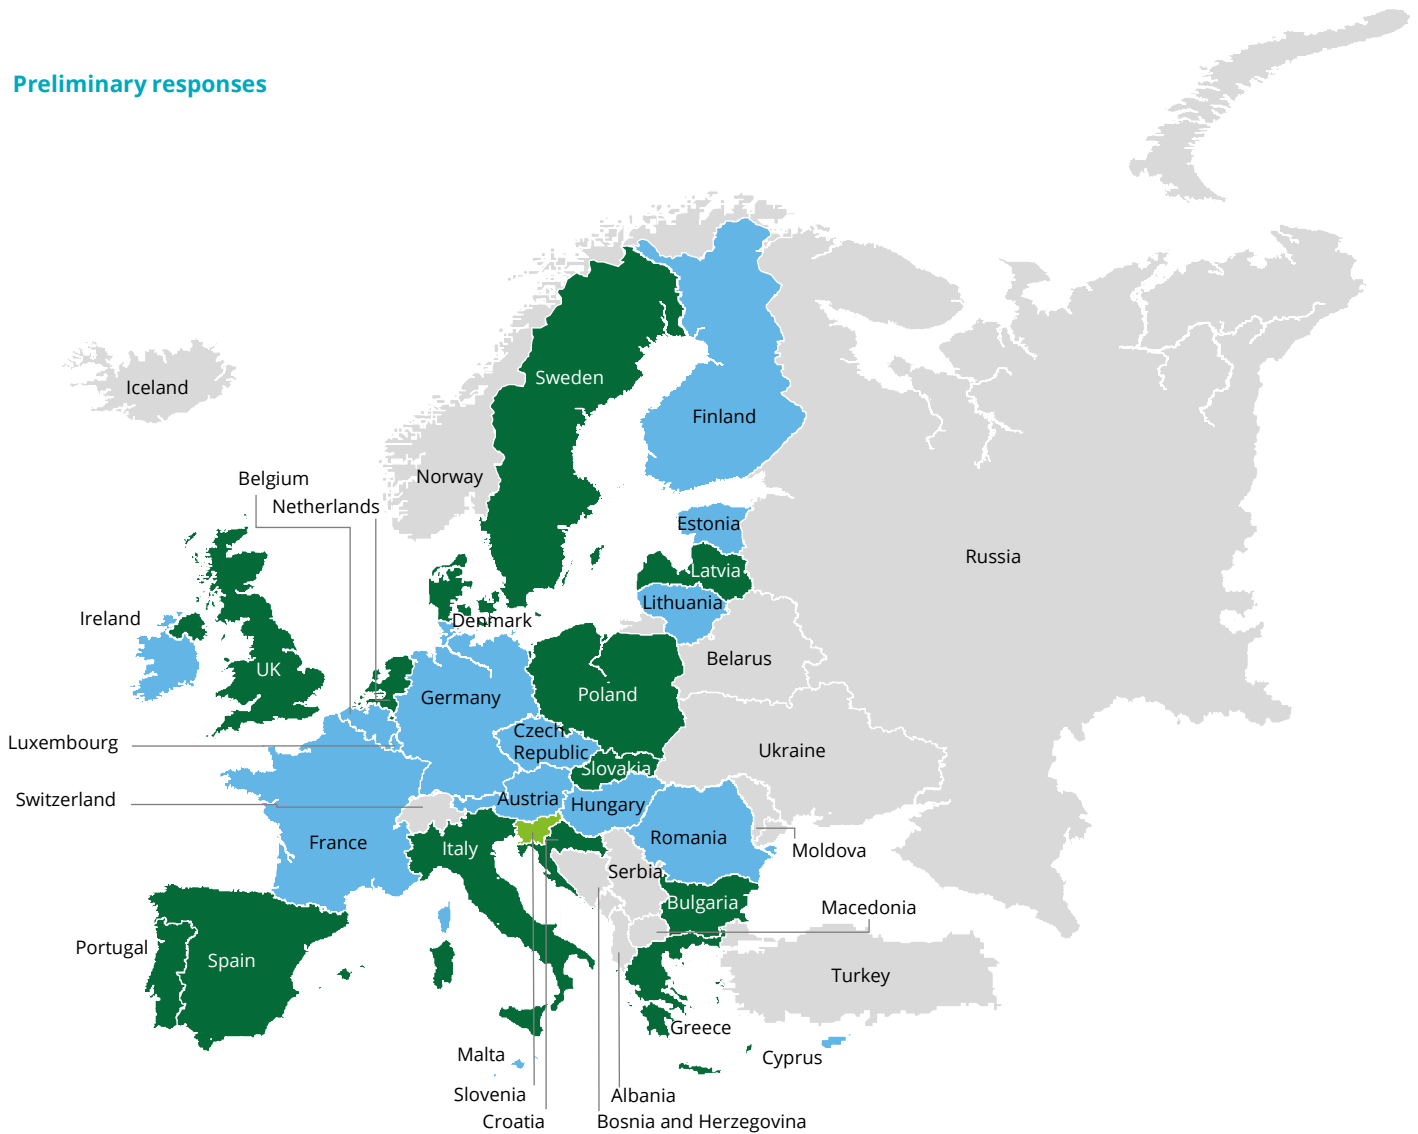 Preliminary responses
Iceland
Sweden
Finland
Norway
Belgium
Netherlands
Estonia
Russia
Latvia
Lithuania
Ireland
Denmark
UK
Belarus
Germany
Poland
Luxembourg
Czech
Republic
Ukraine
Slovakia
Switzerland
Austria
Hungary
France
Italy
Romania
Moldova
Serbia
Bulgaria
Macedonia
Portugal
Spain
Turkey
Greece
Malta
Cyprus
Slovenia
Albania
Croatia
Bosnia and Herzegovina